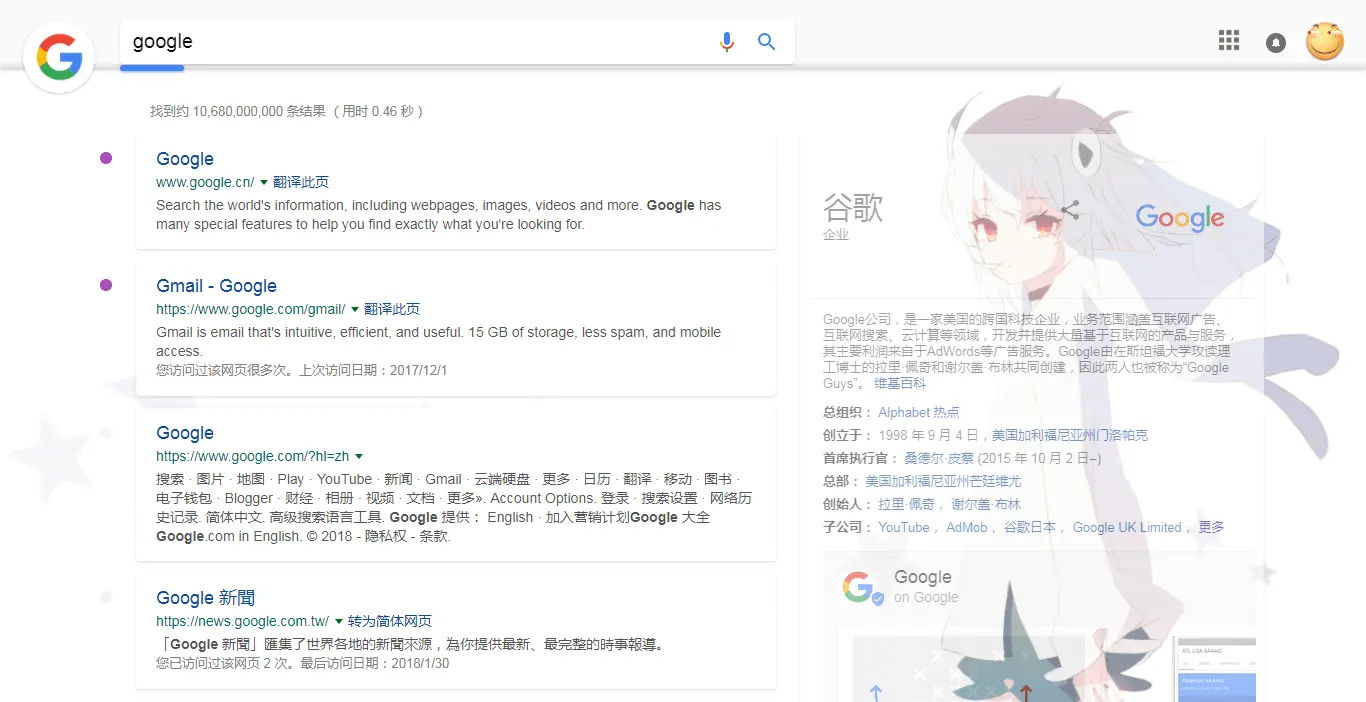 google
找到约 10,680,000,000 条结果 （用时 0.46 秒）
Google
www.google.cn/ 翻译此页
Search the world's information, including webpages, images, videos and more. Google has
many special features to help you find exactly what you're looking for.
Gmail - Google
https://www.google.com/gmail/ 翻译此页
Gmail is email that's intuitive, efficient, and useful. 15 GB of storage, less spam, and mobile
access.
您访问过该网页很多次。上次访问日期：2017/12/1
Google
https://www.google.com/?hl=zh
搜索 · 图片 · 地图 · Play · YouTube · 新闻 · Gmail · 云端硬盘 · 更多 · 日历 · 翻译 · 移动 · 图书 ·
电子钱包 · Blogger · 财经 · 相册 · 视频 · 文档 · 更多». Account Options. 登录 · 搜索设置 · 网络历
史记录. 简体中文. 高级搜索语言工具. Google 提供： English · 加入营销计划Google 大全
Google.com in English. © 2018 - 隐私权 - 条款.
Google 新聞
https://news.google.com.tw/ 转为简体网页
「Google 新聞」匯集了世界各地的新聞來源，為你提供最新、最完整的時事報導。
您已访问过该网页 2 次。最后访问日期：2018/1/30
谷歌
企业
Google
Google公司，是一家美国的跨国科技企业，业务范围涵盖互联网广告、
互联网搜索、云计算等领域，开发并提供大量基于互联网的产品与服务，
其主要利润来自于AdWords等广告服务。Google由在斯坦福大学攻读理
工博士的拉里·佩奇和谢尔盖·布林共同创建，因此两人也被称为“Google
Guys”。 维基百科
总组织： Alphabet 热点
创立于： 1998 年 9 月 4 日，美国加利福尼亚州门洛帕克
首席执行官： 桑德尔·皮蔡 (2015 年 10 月 2 日–)
总部： 美国加利福尼亚州芒廷维尤
创始人： 拉里·佩奇， 谢尔盖·布林
子公司： YouTube， AdMob， 谷歌日本， Google UK Limited， 更多
Google
on Google